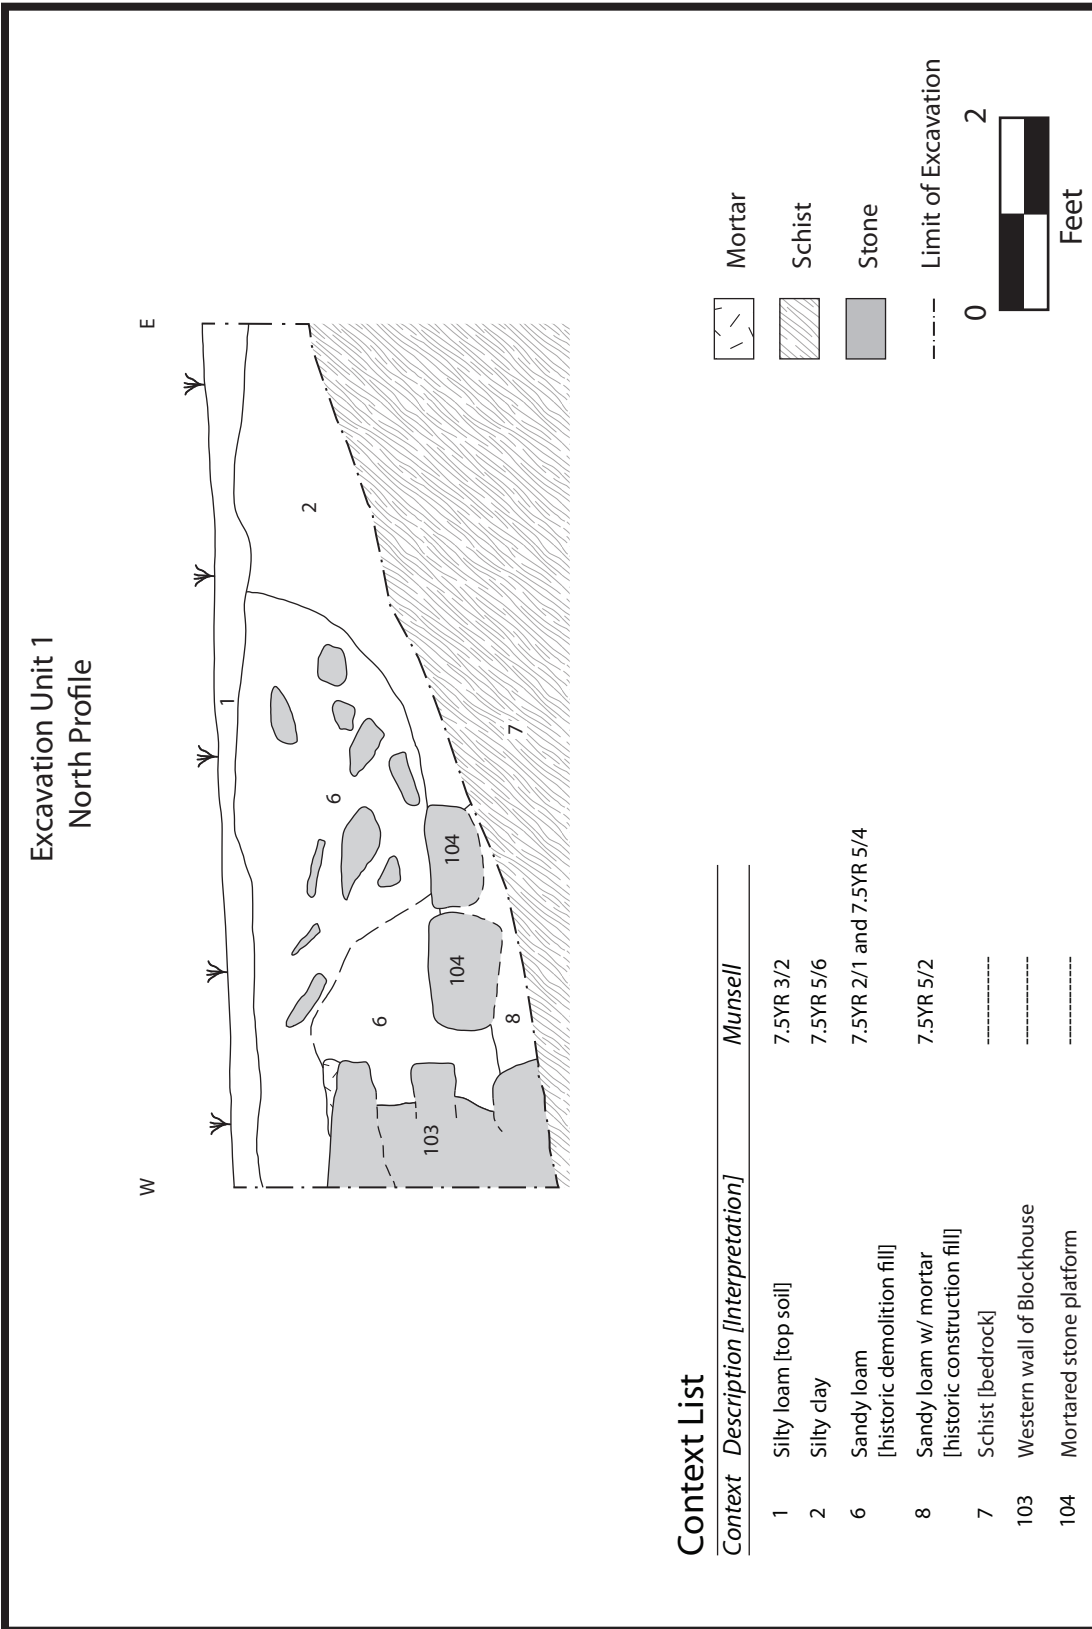 Excavation Unit 1
North Profile
W
E
1
2
6
6
104
104
103
8
7
Mortar
Schist
Stone
Limit of Excavation
0
2
Feet
Context List
Context Description [Interpretation] Munsell
1 Silty loam [top soil] 7.5YR 3/2
2 Silty clay 7.5YR 5/6
6 Sandy loam 7.5YR 2/1 and 7.5YR 5/4
[historic demolition fill]
8 Sandy loam w/ mortar 7.5YR 5/2
[historic construction fill]
7 Schist [bedrock] ------------
103 Western wall of Blockhouse ------------
104 Mortared stone platform ------------